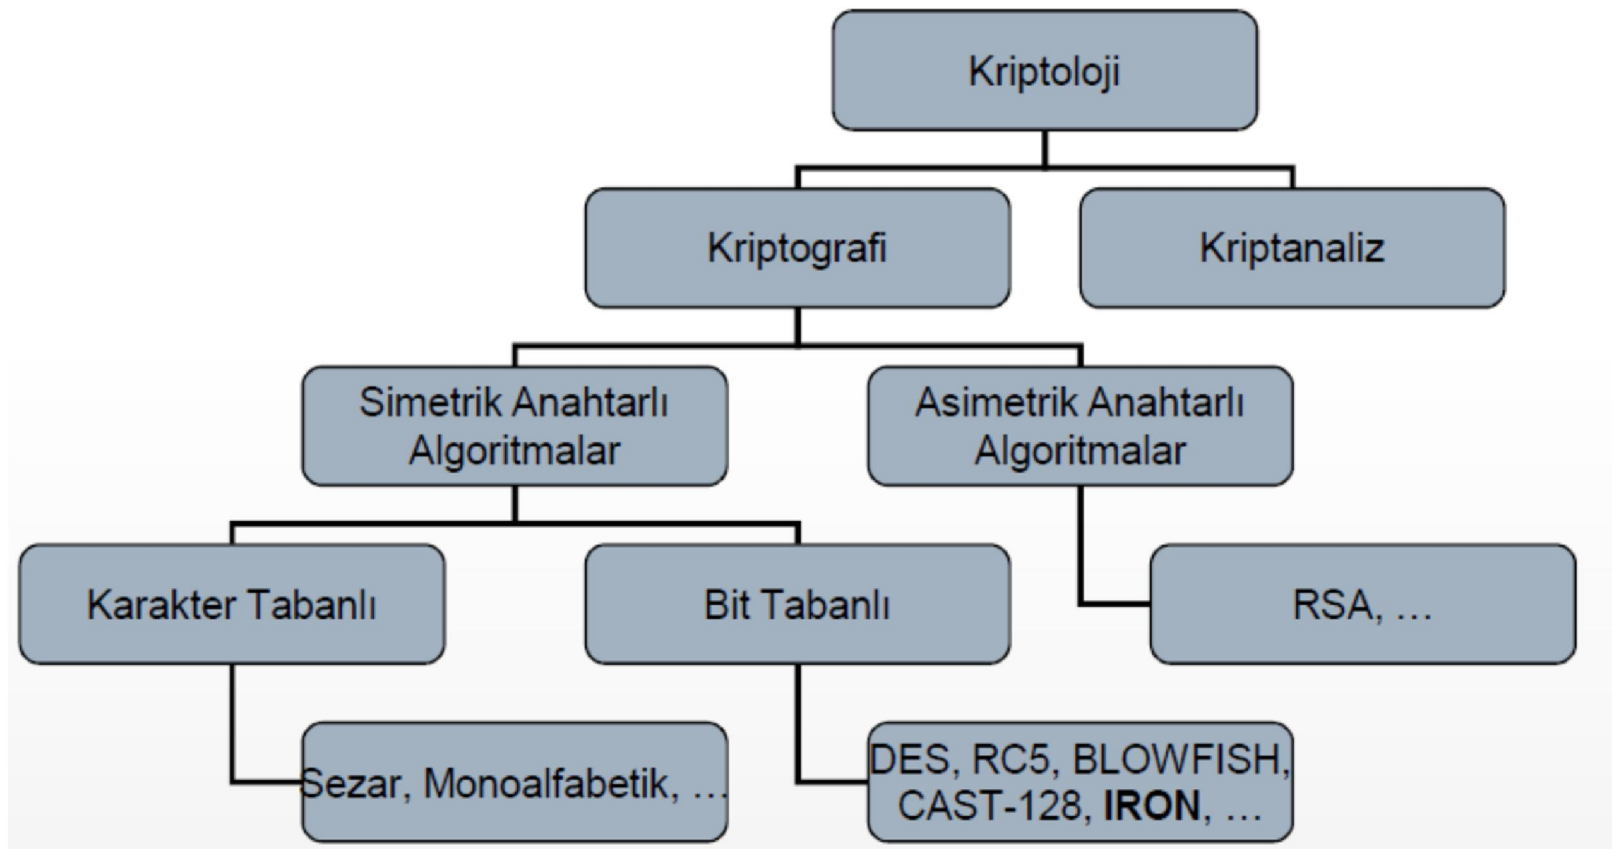 Kriptoloji
Kriptografi
Kriptanaliz
Simetrik Anahtarlı
Algoritmalar
Asimetrik Anahtarlı
Algoritmalar
Karakter Tabanlı
Bit Tabanlı
RSA, …
Sezar, Monoalfabetik, …
DES, RC5, BLOWFISH,
CAST-128, IRON, …